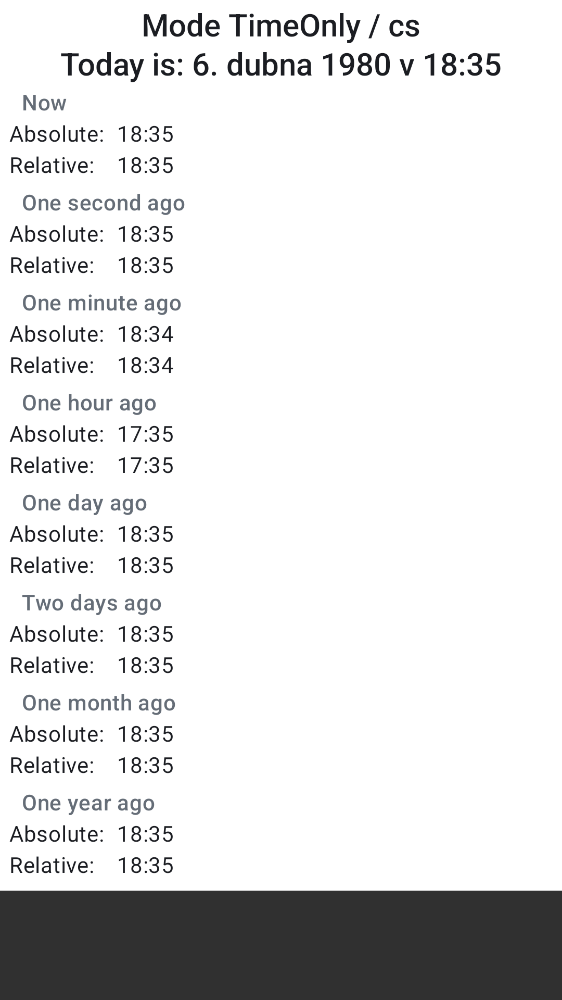 Mode TimeOnly / cs
Today is: 6. dubna 1980 v 18:35
Now
Absolute: 18:35
Relative: 18:35
One second ago
Absolute: 18:35
Relative: 18:35
One minute ago
Absolute: 18:34
Relative: 18:34
One hour ago
Absolute: 17:35
Relative: 17:35
One day ago
Absolute: 18:35
Relative: 18:35
Two days ago
Absolute: 18:35
Relative: 18:35
One month ago
Absolute: 18:35
Relative: 18:35
One year ago
Absolute: 18:35
Relative: 18:35